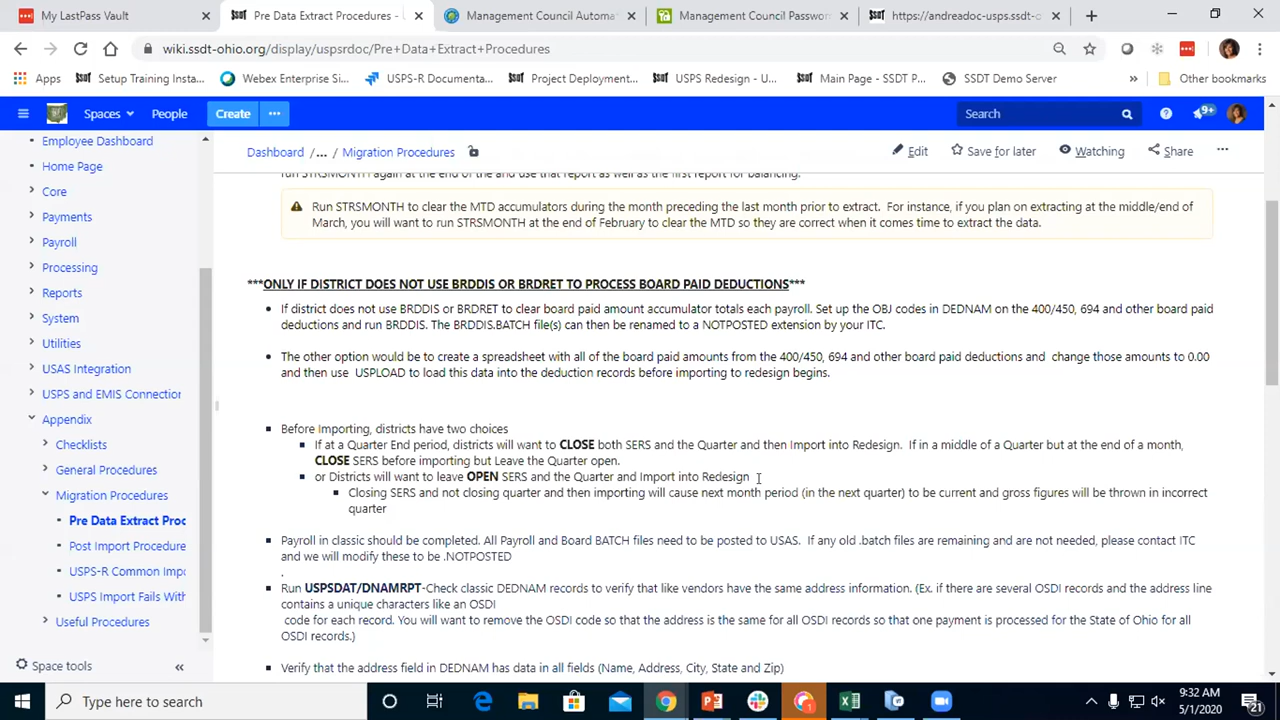 My LastPass Vault
Pre Data Extract Procedures -
Management Council Automa
Management Council Passwor
https://andreadoc-usps.ssdt-o
wiki.ssdt-ohio.org/display/uspsrdoc/Pre+Data+Extract+Procedures
Apps
Setup Training Insta...
Webex Enterprise Si...
USPS-R Documenta...
Project Deployment...
USPS Redesign - U...
Main Page - SSDT P...
SSDT Demo Server
»
Other bookmarks
Spaces
People
Create
Search
9+
Employee Dashboard
Home Page
Core
Payments
Payroll
Processing
Reports
System
Utilities
USAS Integration
USPS and EMIS Connection
Appendix
Checklists
General Procedures
Migration Procedures
Pre Data Extract Proc
Post Import Procedure
USPS-R Common Impo
USPS Import Fails With
Useful Procedures
Space tools
«
Dashboard /... / Migration Procedures
Edit
Save for later
Watching
Share
run STRSMONTH again at the end of the and use that report as well as the first report for balancing.
Run STRSMONTH to clear the MTD accumulators during the month preceding the last month prior to extract. For instance, if you plan on extracting at the middle/end of
March, you will want to run STRSMONTH at the end of February to clear the MTD so they are correct when it comes time to extract the data.
***ONLY IF DISTRICT DOES NOT USE BRDDIS OR BRDRET TO PROCESS BOARD PAID DEDUCTIONS***
If district does not use BRDDIS or BRDRET to clear board paid amount accumulator totals each payroll. Set up the OBJ codes in DEDNAM on the 400/450, 694 and other board paid
deductions and run BRDDIS. The BRDDIS.BATCH file(s) can then be renamed to a NOTPOSTED extension by your ITC.
The other option would be to create a spreadsheet with all of the board paid amounts from the 400/450, 694 and other board paid deductions and change those amounts to 0.00
and then use USPLOAD to load this data into the deduction records before importing to redesign begins.
Before Importing, districts have two choices
If at a Quarter End period, districts will want to CLOSE both SERS and the Quarter and then Import into Redesign. If in a middle of a Quarter but at the end of a month,
CLOSE SERS before importing but Leave the Quarter open.
or Districts will want to leave OPEN SERS and the Quarter and Import into Redesign
Closing SERS and not closing quarter and then importing will cause next month period (in the next quarter) to be current and gross figures will be thrown in incorrect
quarter
Payroll in classic should be completed. All Payroll and Board BATCH files need to be posted to USAS. If any old .batch files are remaining and are not needed, please contact ITC
and we will modify these to be .NOTPOSTED
.
Run USPSDAT/DNAMRPT-Check classic DEDNAM records to verify that like vendors have the same address information. (Ex. if there are several OSDI records and the address line
contains a unique characters like an OSDI
code for each record. You will want to remove the OSDI code so that the address is the same for all OSDI records so that one payment is processed for the State of Ohio for all
OSDI records.)
Verify that the address field in DEDNAM has data in all fields (Name, Address, City, State and Zip)
Type here to search
9:32 AM
5/1/2020
21